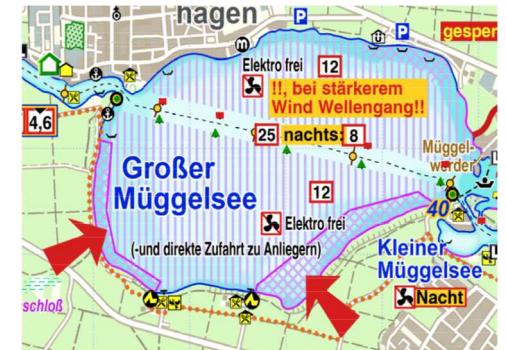 hagen
P
P
gesper
Elektro frei
12
m
!!, bei stärkerem
Wind Wellengang!!
4,6
25 nachts: 8
Müggel-
werder
Großer
Müggelsee
12
40
Elektro frei
(-und direkte Zufahrt zu Anliegern)
Kleiner
Müggelsee
Nacht
schloß